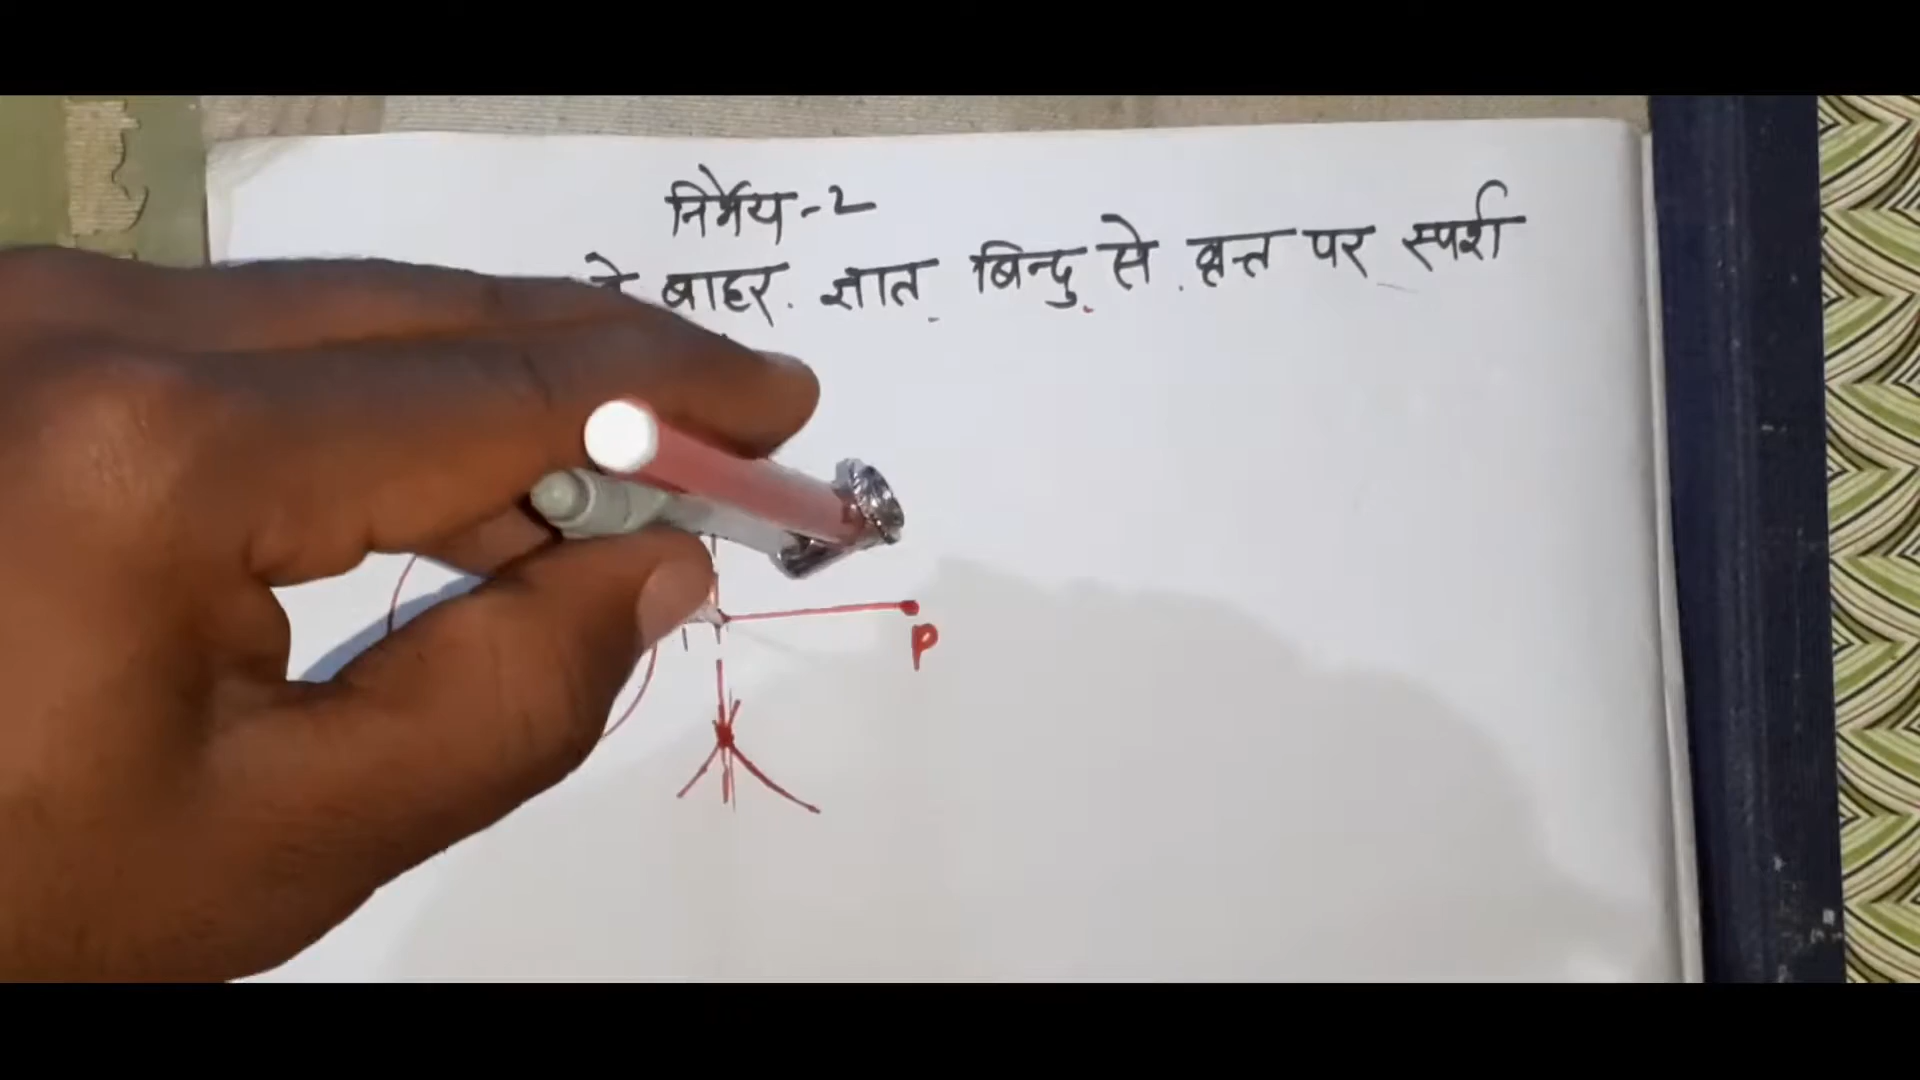 निर्मेय-2
बाहर ज्ञात बिन्दु से वृत्त पर स्पर्श
P